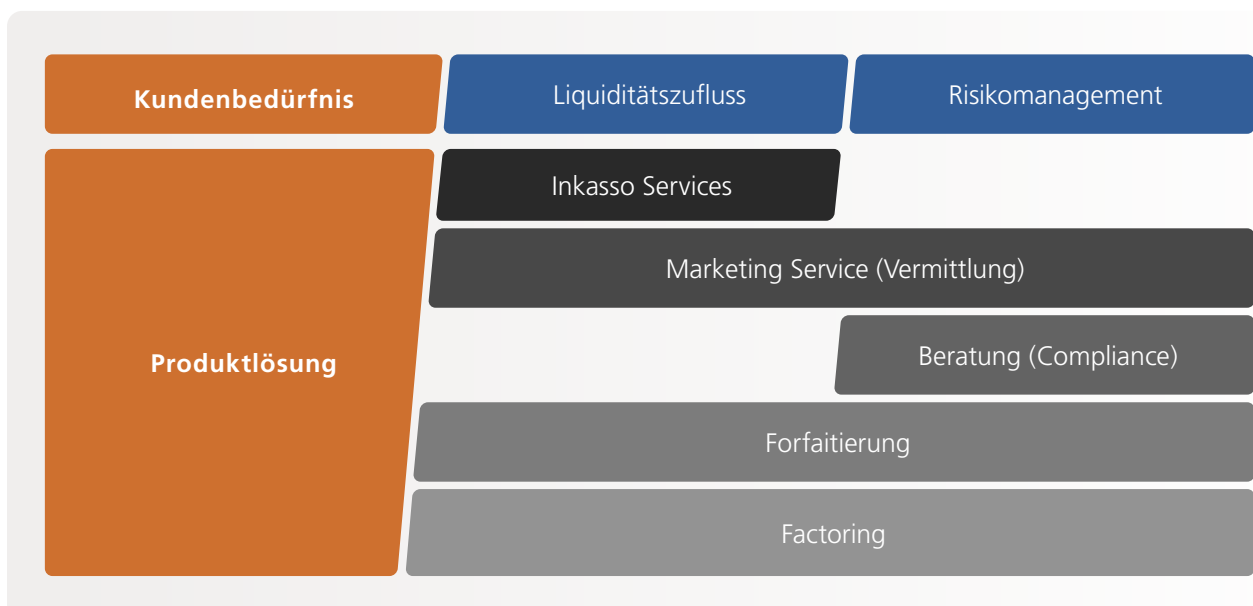 Kundenbedürfnis
Liquiditätszufluss
Risikomanagement
Produktlösung
Inkasso Services
Marketing Service (Vermittlung)
Beratung (Compliance)
Forfaitierung
Factoring